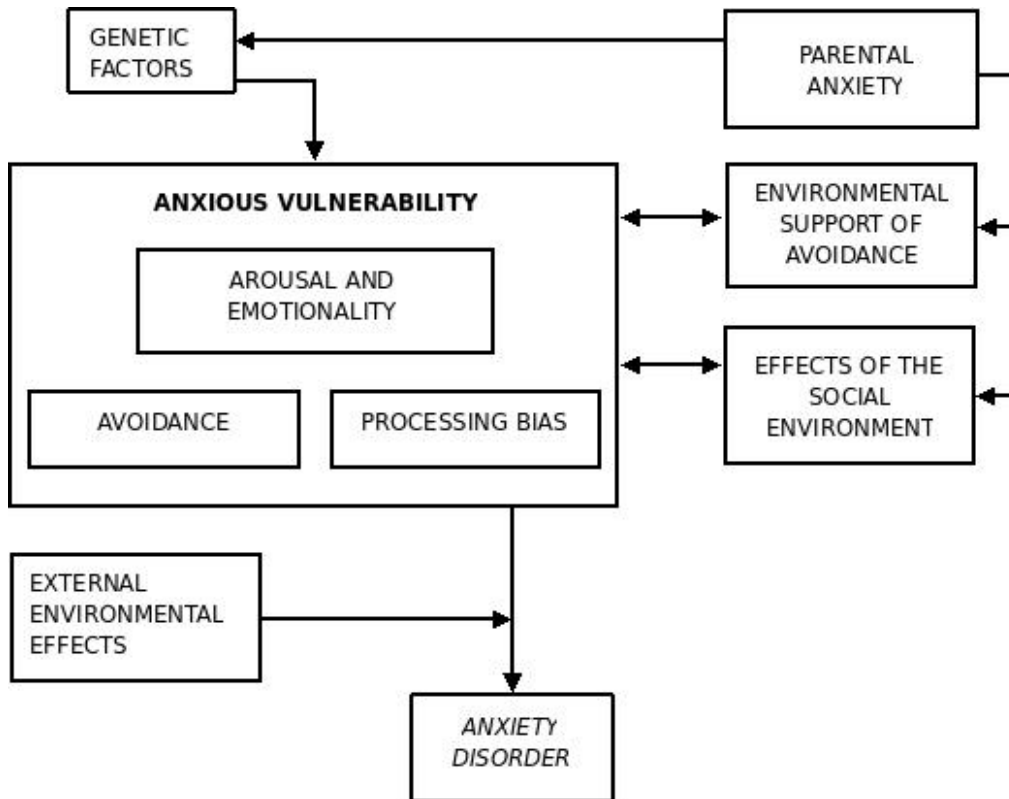 GENETIC
FACTORS
PARENTAL
ANXIETY
ANXIOUS VULNERABILITY
ENVIRONMENTAL
SUPPORT OF
AVOIDANCE
AROUSAL AND
EMOTIONALITY
EFFECTS OF THE
SOCIAL
ENVIRONMENT
AVOIDANCE
PROCESSING BIAS
EXTERNAL
ENVIRONMENTAL
EFFECTS
ANXIETY
DISORDER